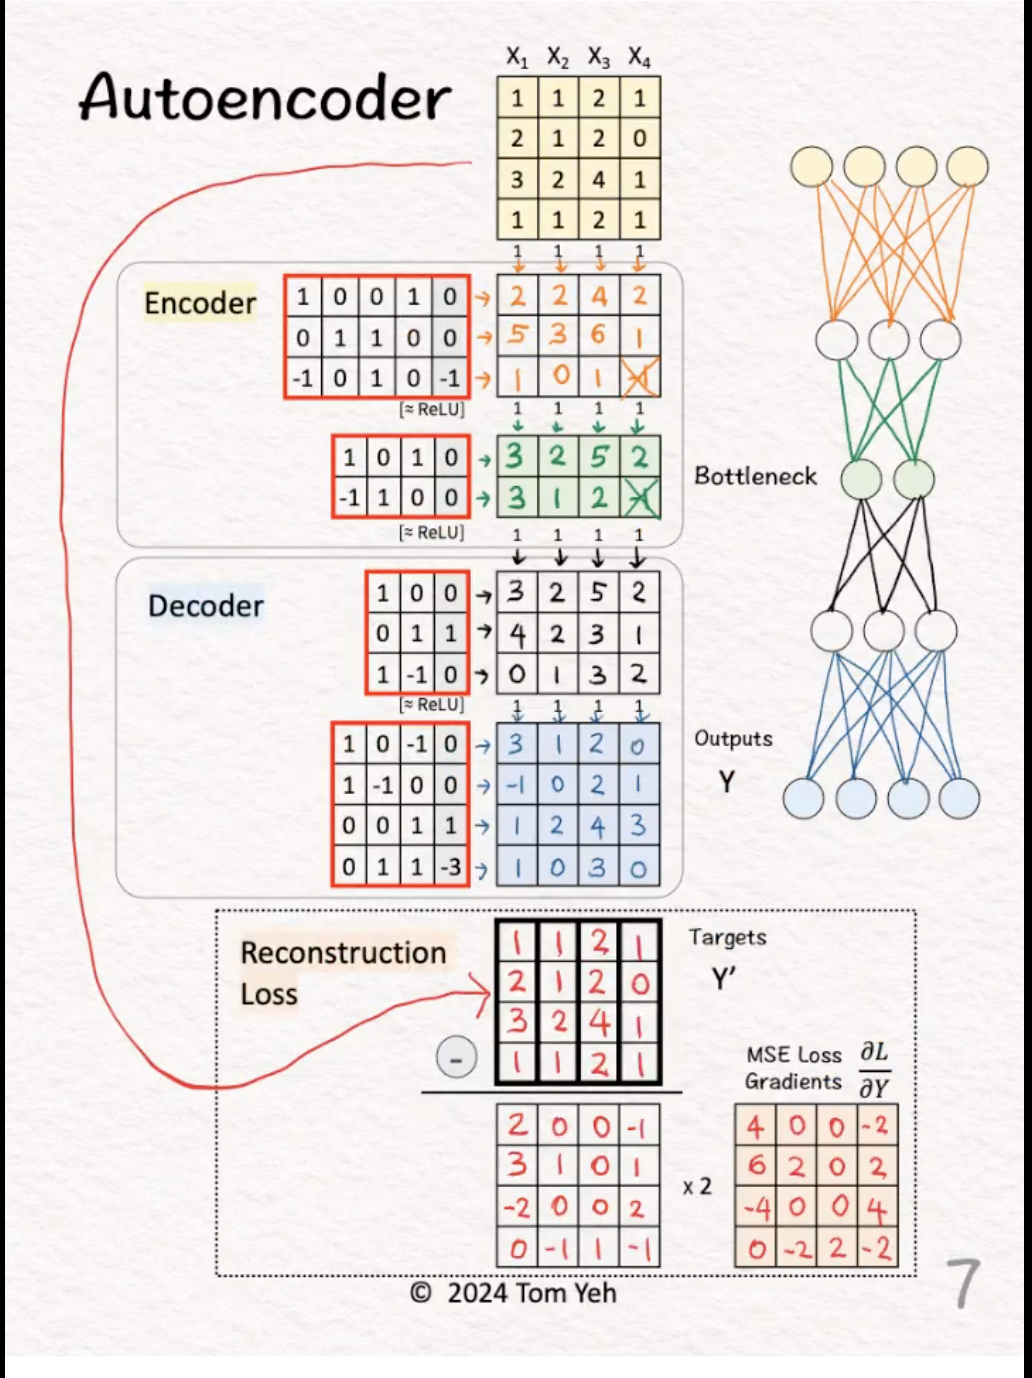 X₁ X₂ X₃ X₄
Autoencoder
1 1 2 1
2 1 2 0
3 2 4 1
1 1 2 1
1 1 1 1
Encoder
1 0 0 1 0 → 2 2 4 2
0 1 1 0 0 → 5 3 6 1
-1 0 1 0 -1 → 1 0 1 -1
[≈ ReLU] 1 1 1 1
1 0 1 0 → 3 2 5 2
Bottleneck
-1 1 0 0 → 3 1 2 -1
[≈ ReLU] 1 1 1 1
Decoder
1 0 0 → 3 2 5 2
0 1 1 → 4 2 3 1
1 -1 0 → 0 1 3 2
[≈ ReLU] 1 1 1 1
1 0 -1 0 → 3 1 2 0
Outputs
1 -1 0 0 → -1 0 2 1
Y
0 0 1 1 → 1 2 4 3
0 1 1 -3 → 1 0 3 0
Reconstruction
Loss
1 1 2 1
Targets
2 1 2 0
Y'
3 2 4 1
- 1 1 2 1
MSE Loss
Gradients
∂L
∂Y
2 0 0 -1
3 1 0 1
-2 0 0 2
0 -1 1 -1
x 2
4 0 0 -2
6 2 0 2
-4 0 0 4
0 -2 2 -2
© 2024 Tom Yeh
7